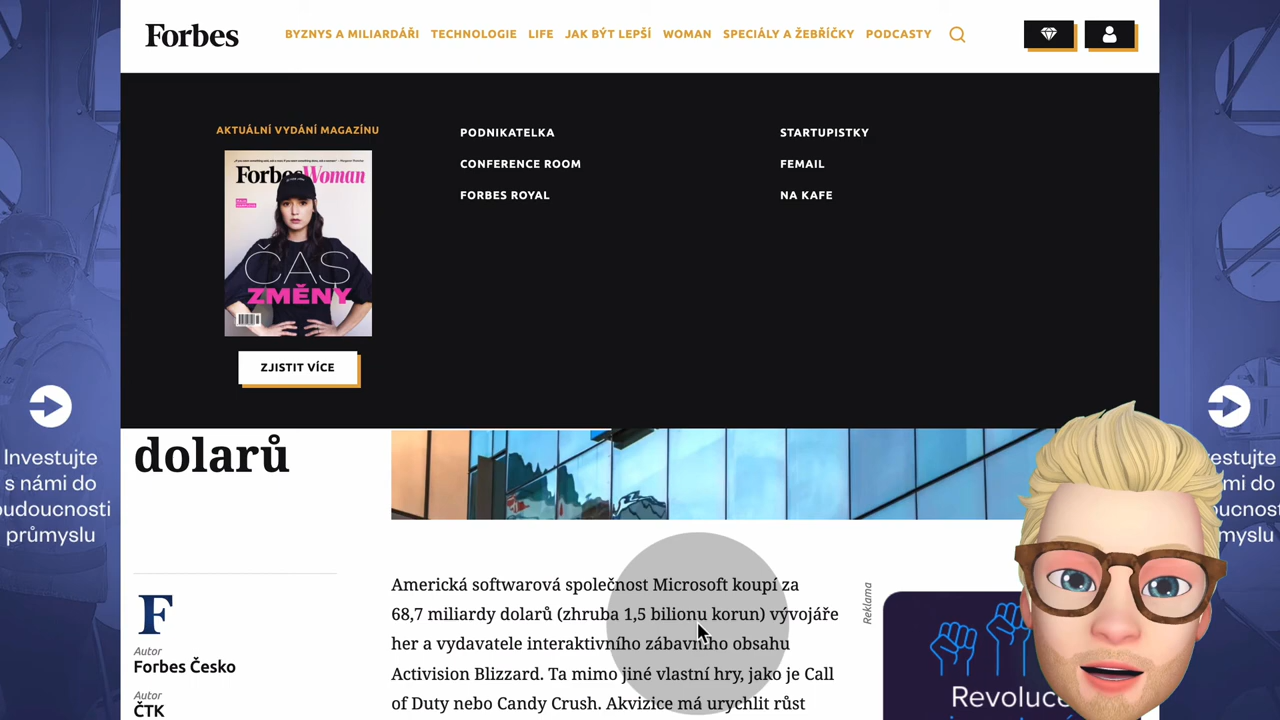 Forbes
BYZNYS A MILIARDÁŘI TECHNOLOGIE LIFE JAK BÝT LEPŠÍ WOMAN SPECIÁLY A ŽEBŘÍČKY PODCASTY
AKTUÁLNÍ VYDÁNÍ MAGAZÍNU
Forbes Woman
ČAS
ZMĚNY
ZJISTIT VÍCE
PODNIKATELKA
CONFERENCE ROOM
FORBES ROYAL
STARTUPISTKY
FEMAIL
NA KAFE
dolarů
F
Autor
Forbes Česko
Autor
ČTK
Americká softwarová společnost Microsoft koupí za
68,7 miliardy dolarů (zhruba 1,5 bilionu korun) vývojáře
her a vydavatele interaktivního zábavního obsahu
Activision Blizzard. Ta mimo jiné vlastní hry, jako je Call
of Duty nebo Candy Crush. Akvizice má urychlit růst
Reklama
Revoluce
Investujte
s námi do
budoucnosti
průmyslu
estujte
mi do
oucnost
myslu